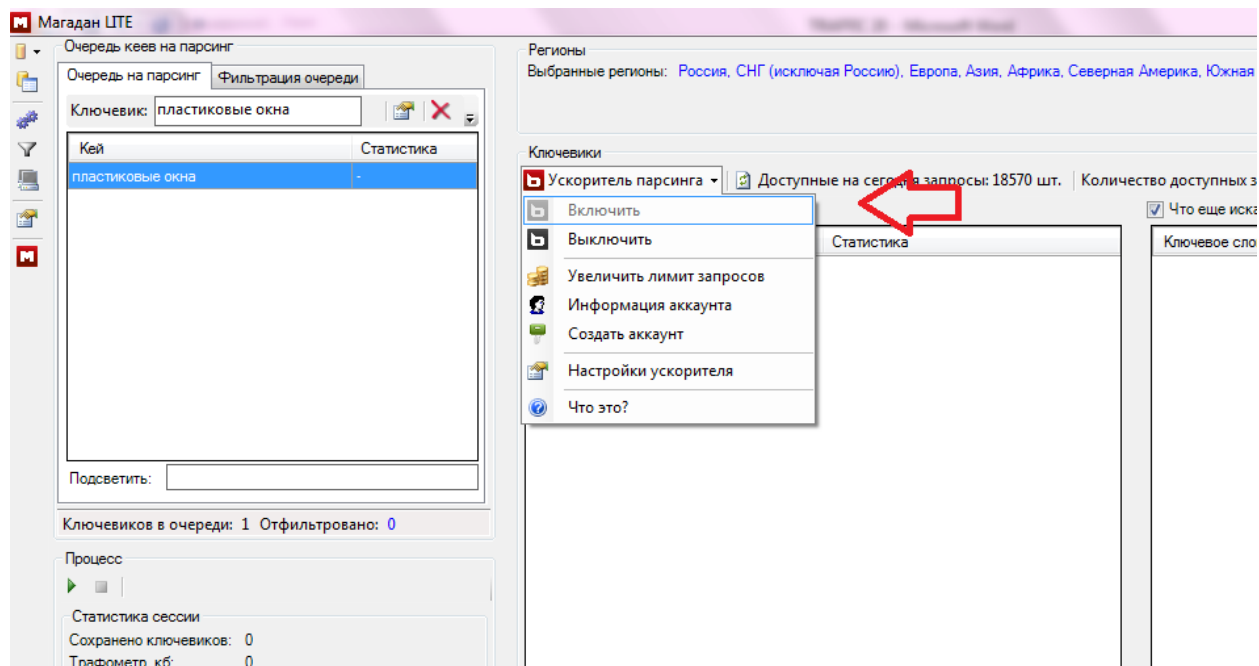 Магадан LITE
Очередь кеев на парсинг
Очередь на парсинг Фильтрация очереди
Ключевик: пластиковые окна
Кей Статистика
пластиковые окна -
Подсветить:
Ключевиков в очереди: 1 Отфильтровано: 0
Процесс
Статистика сессии
Сохранено ключевиков: 0
Трафометр, кб: 0
Регионы
Выбранные регионы: Россия, СНГ (исключая Россию), Европа, Азия, Африка, Северная Америка, Южная
Ключевики
Ускоритель парсинга Доступные на сегодня запросы: 18570 шт. Количество доступных з
Включить
Выключить
Увеличить лимит запросов
Информация аккаунта
Создать аккаунт
Настройки ускорителя
Что это?
Статистика
Что еще иска
Ключевое сло